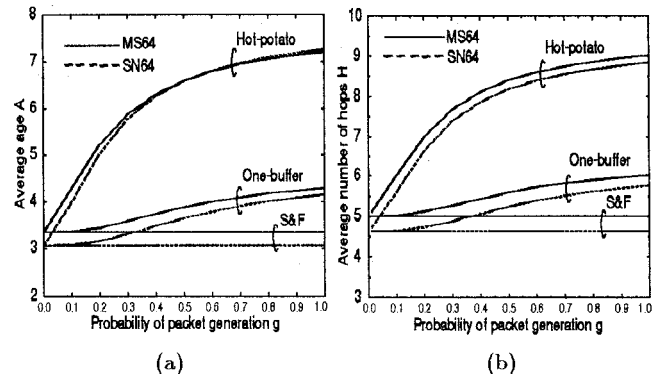 Average age A
8
7
6
5
4
3
2
MS64
SN64
Hot-potato
One-buffer
S&F
0.0 0.1 0.2 0.3 0.4 0.5 0.6 0.7 0.8 0.9 1.0
Probability of packet generation g
(a)
Average number of hops H
10
9
8
7
6
5
4
3
MS64
SN64
Hot-potato
One-buffer
S&F
0.0 0.1 0.2 0.3 0.4 0.5 0.6 0.7 0.8 0.9 1.0
Probability of packet generation g
(b)